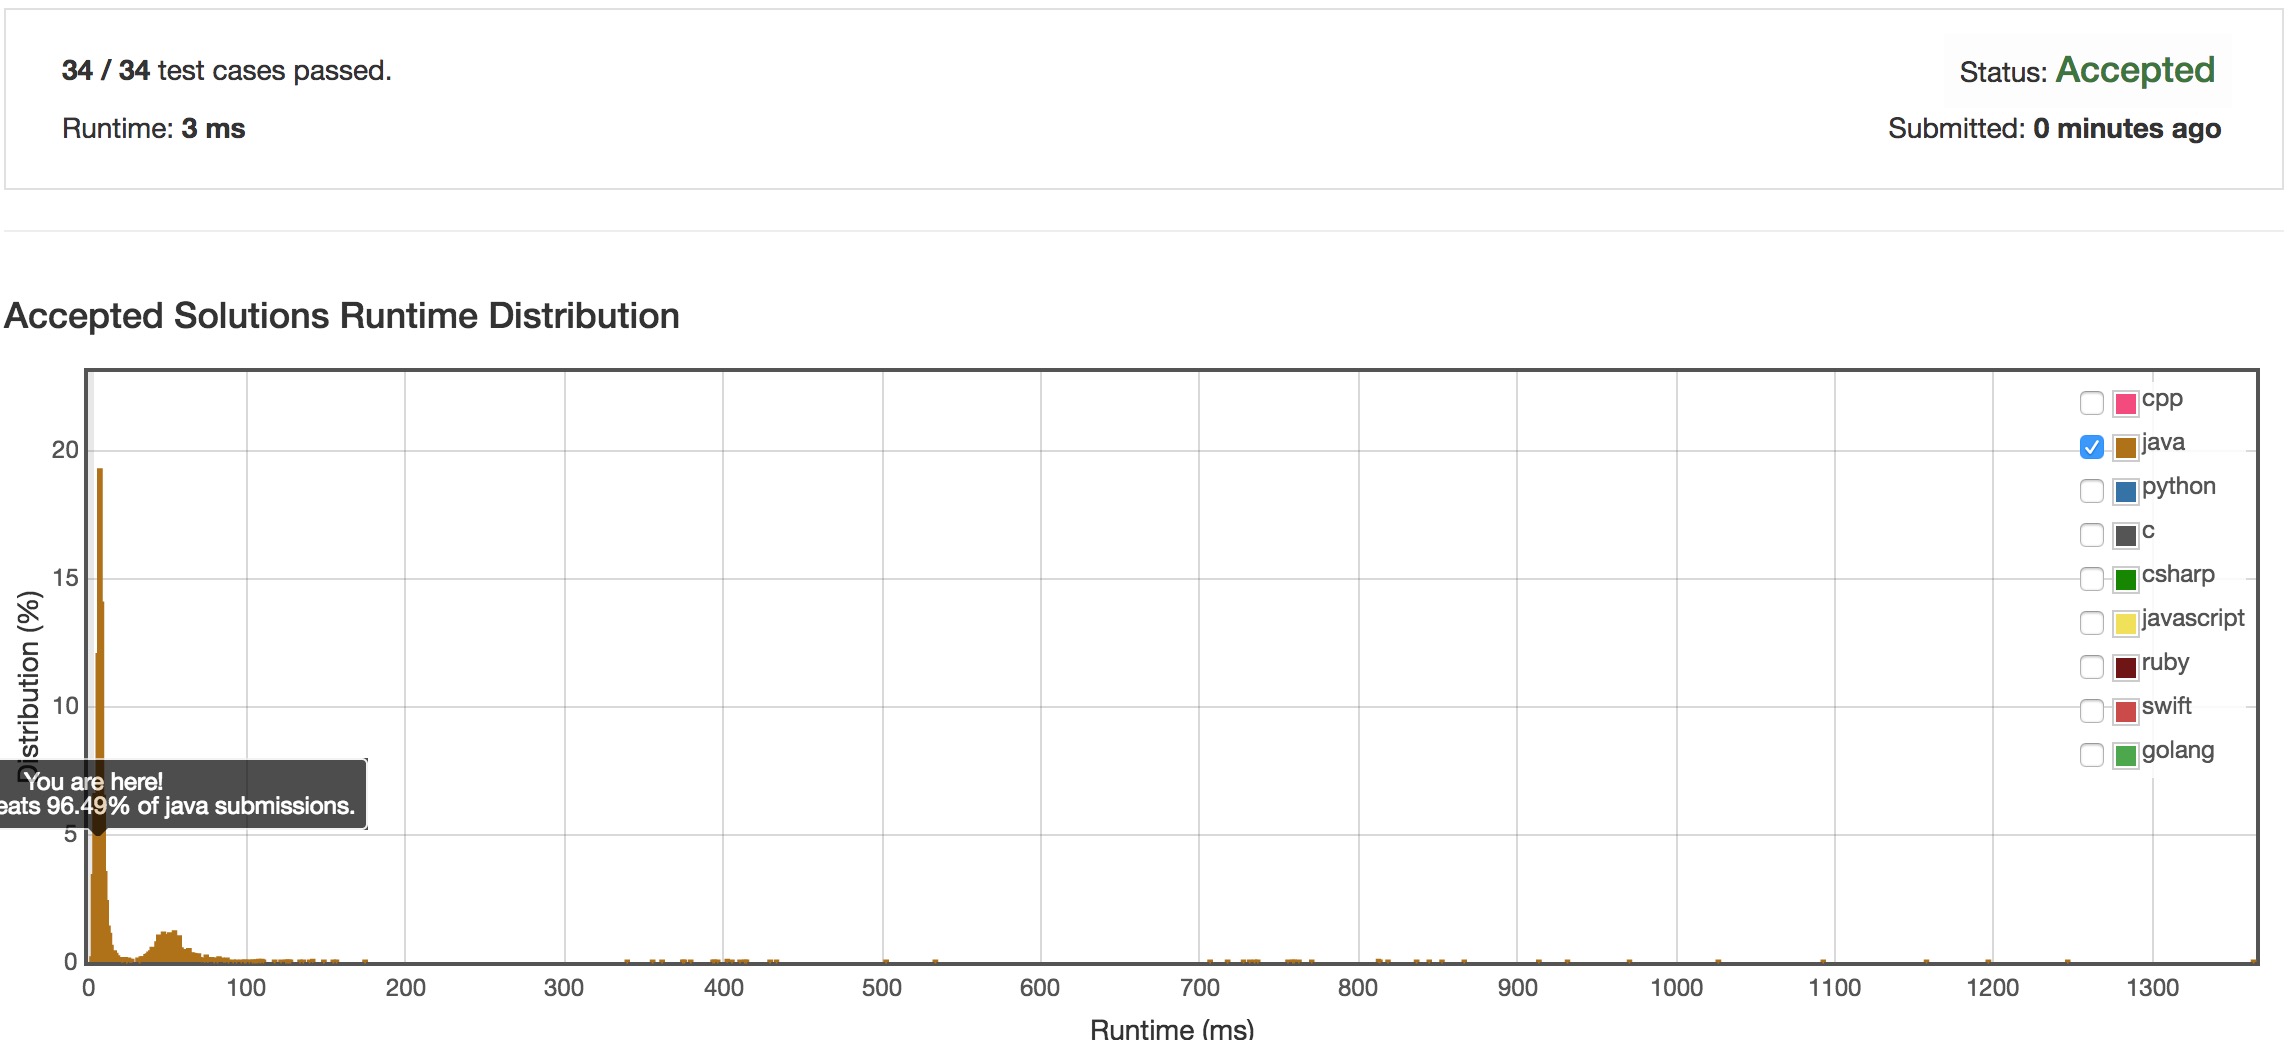 34 / 34 test cases passed.
Status: Accepted
Runtime: 3 ms
Submitted: 0 minutes ago
Accepted Solutions Runtime Distribution
cpp
java
python
c
csharp
javascript
ruby
swift
golang
20
15
10
5
0
Distribution (%)
You are here!
eats 96.49% of java submissions.
0 100 200 300 400 500 600 700 800 900 1000 1100 1200 1300
Runtime (ms)